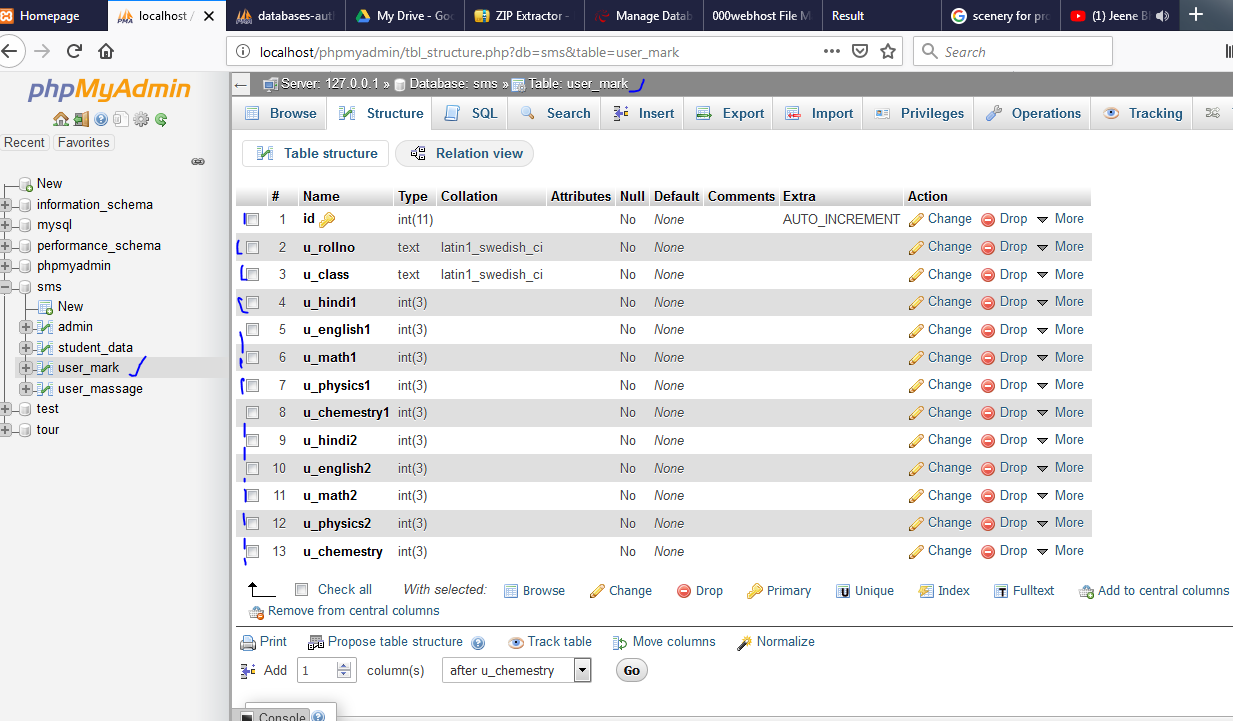 Homepage localhost / databases-aut My Drive - Goo ZIP Extractor - Manage Datab 000webhost File M Result scenery for pro (1) Jeene Bh
localhost/phpmyadmin/tbl_structure.php?db=sms&table=user_mark Search
phpMyAdmin
Recent Favorites
New
information_schema
mysql
performance_schema
phpmyadmin
sms
New
admin
student_data
user_mark
user_massage
test
tour
Server: 127.0.0.1 » Database: sms » Table: user_mark
Browse Structure SQL Search Insert Export Import Privileges Operations Tracking
Table structure Relation view
# Name Type Collation Attributes Null Default Comments Extra Action
1 id int(11) No None AUTO_INCREMENT Change Drop More
2 u_rollno text latin1_swedish_ci No None Change Drop More
3 u_class text latin1_swedish_ci No None Change Drop More
4 u_hindi1 int(3) No None Change Drop More
5 u_english1 int(3) No None Change Drop More
6 u_math1 int(3) No None Change Drop More
7 u_physics1 int(3) No None Change Drop More
8 u_chemestry1 int(3) No None Change Drop More
9 u_hindi2 int(3) No None Change Drop More
10 u_english2 int(3) No None Change Drop More
11 u_math2 int(3) No None Change Drop More
12 u_physics2 int(3) No None Change Drop More
13 u_chemestry int(3) No None Change Drop More
Check all With selected: Browse Change Drop Primary Unique Index Fulltext Add to central columns
Remove from central columns
Print Propose table structure Track table Move columns Normalize
Add 1 column(s) after u_chemestry Go
Console